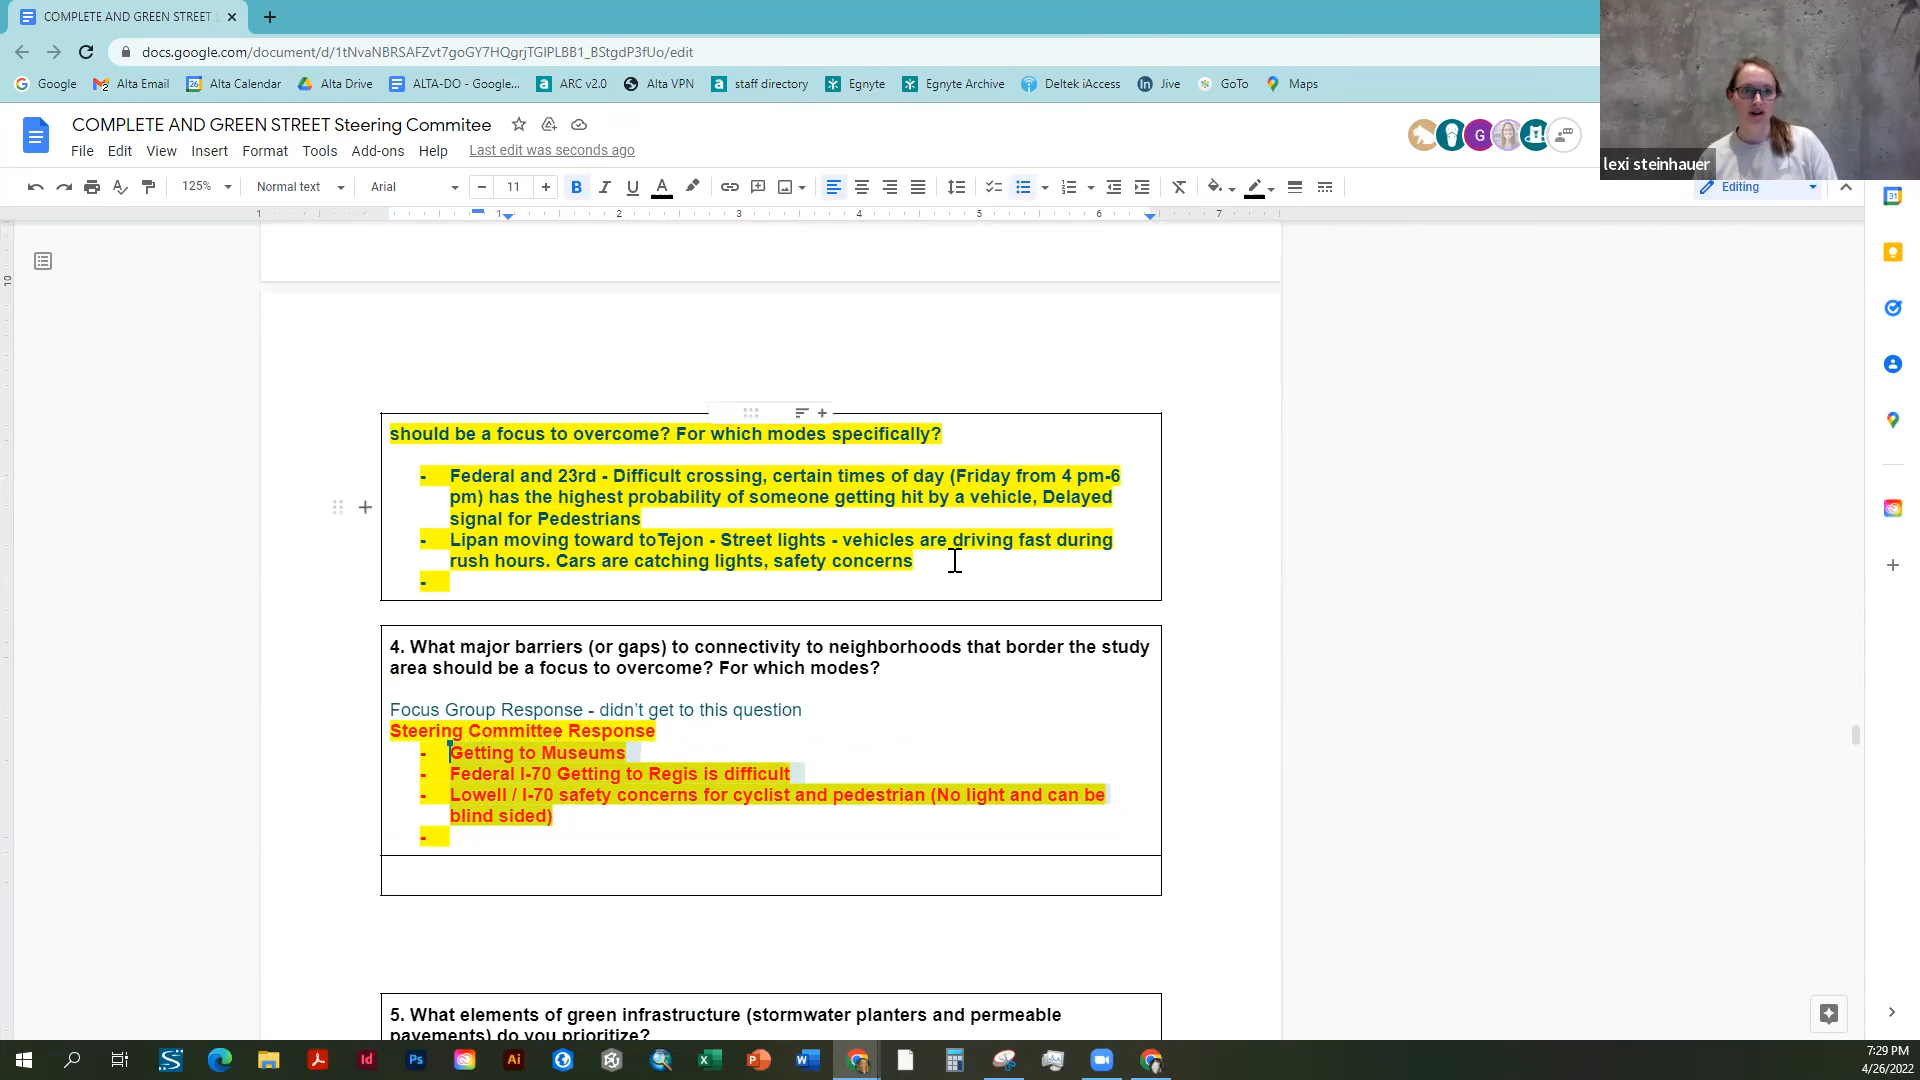 COMPLETE AND GREEN STREET
docs.google.com/document/d/1tNvaNBRSAFZvt7goGY7HQgrjTGlPLBB1_BStgdP3fUo/edit
Google
Alta Email
Alta Calendar
Alta Drive
ALTA-DO - Google...
ARC v2.0
Alta VPN
staff directory
Egnyte
Egnyte Archive
Deltek iAccess
Jive
GoTo
Maps
COMPLETE AND GREEN STREET Steering Commitee
G
lexi steinhauer
File Edit View Insert Format Tools Add-ons Help Last edit was seconds ago
125% Normal text Arial 11 B I U A Editing
1 1 2 3 4 5 6 7
10
should be a focus to overcome? For which modes specifically?
- Federal and 23rd - Difficult crossing, certain times of day (Friday from 4 pm-6
pm) has the highest probability of someone getting hit by a vehicle, Delayed
signal for Pedestrians
- Lipan moving toward toTejon - Street lights - vehicles are driving fast during
rush hours. Cars are catching lights, safety concerns
-
4. What major barriers (or gaps) to connectivity to neighborhoods that border the study
area should be a focus to overcome? For which modes?
Focus Group Response - didn't get to this question
Steering Committee Response
- Getting to Museums
- Federal I-70 Getting to Regis is difficult
- Lowell / I-70 safety concerns for cyclist and pedestrian (No light and can be
blind sided)
-
5. What elements of green infrastructure (stormwater planters and permeable
pavements) do you prioritize?
7:29 PM
4/26/2022